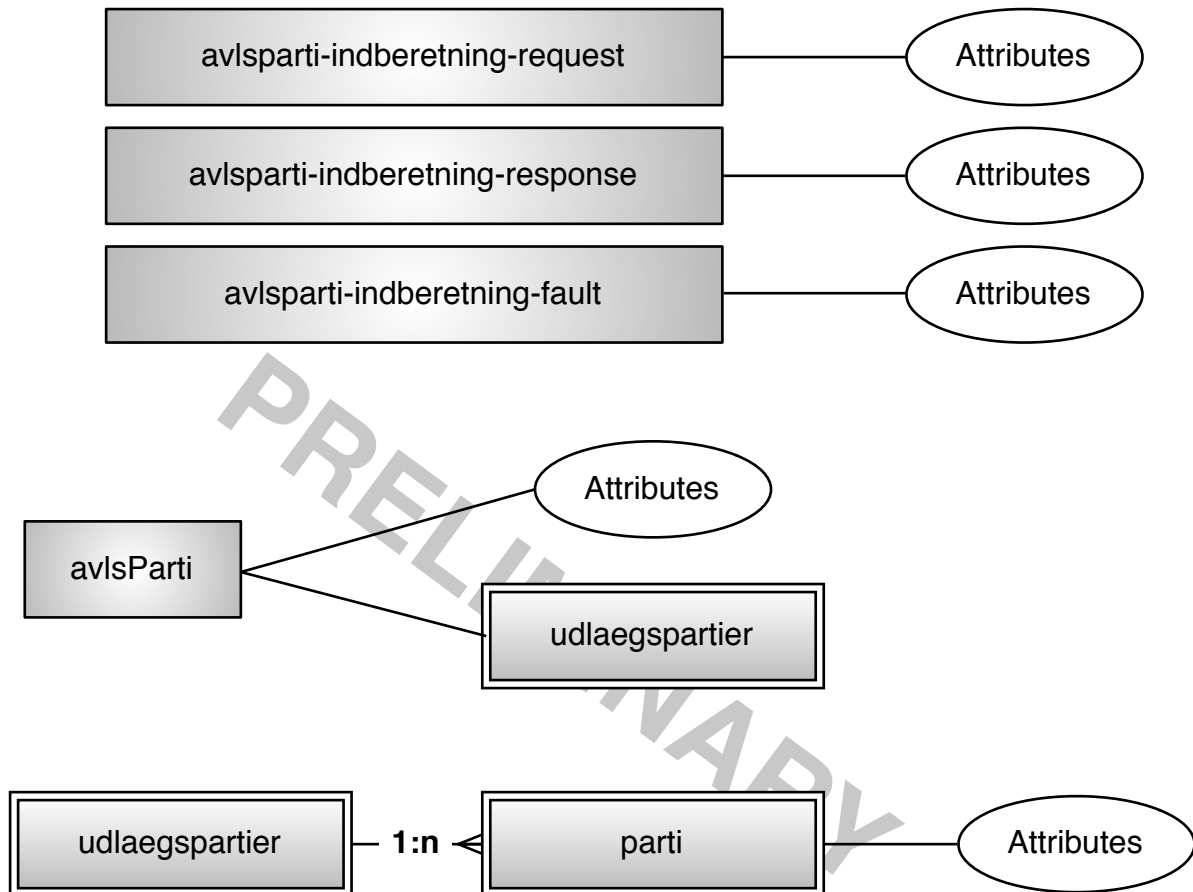 avlsparti-indberetning-request
Attributes
avlsparti-indberetning-response
Attributes
avlsparti-indberetning-fault
Attributes
PRELIMINARY
Attributes
avlsParti
udlaegspartier
udlaegspartier
1:n
parti
Attributes